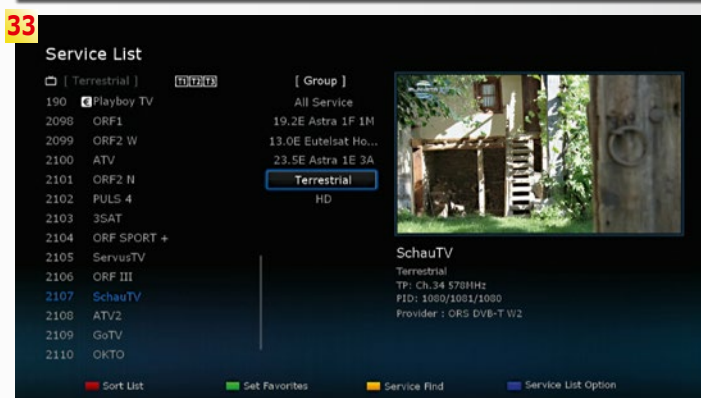 33
Service List
[ Terrestrial ] T1 T2 T3
190 € Playboy TV
2098 ORF1
2099 ORF2 W
2100 ATV
2101 ORF2 N
2102 PULS 4
2103 3SAT
2104 ORF SPORT +
2105 ServusTV
2106 ORF III
2107 SchauTV
2108 ATV2
2109 GoTV
2110 OKTO
[ Group ]
All Service
19.2E Astra 1F 1M
13.0E Eutelsat Ho...
23.5E Astra 1E 3A
Terrestrial
HD
SchauTV
Terrestrial
TP: Ch.34 578MHz
PID: 1080/1081/1080
Provider : ORS DVB-T W2
Sort List
Set Favorites
Service Find
Service List Option